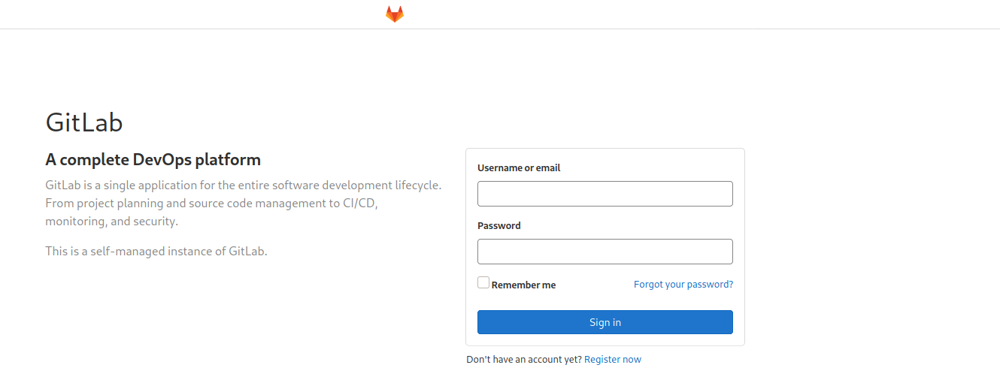 GitLab
A complete DevOps platform
GitLab is a single application for the entire software development lifecycle.
From project planning and source code management to CI/CD,
monitoring, and security.
This is a self-managed instance of GitLab.
Username or email
Password
Remember me
Forgot your password?
Sign in
Don't have an account yet? Register now